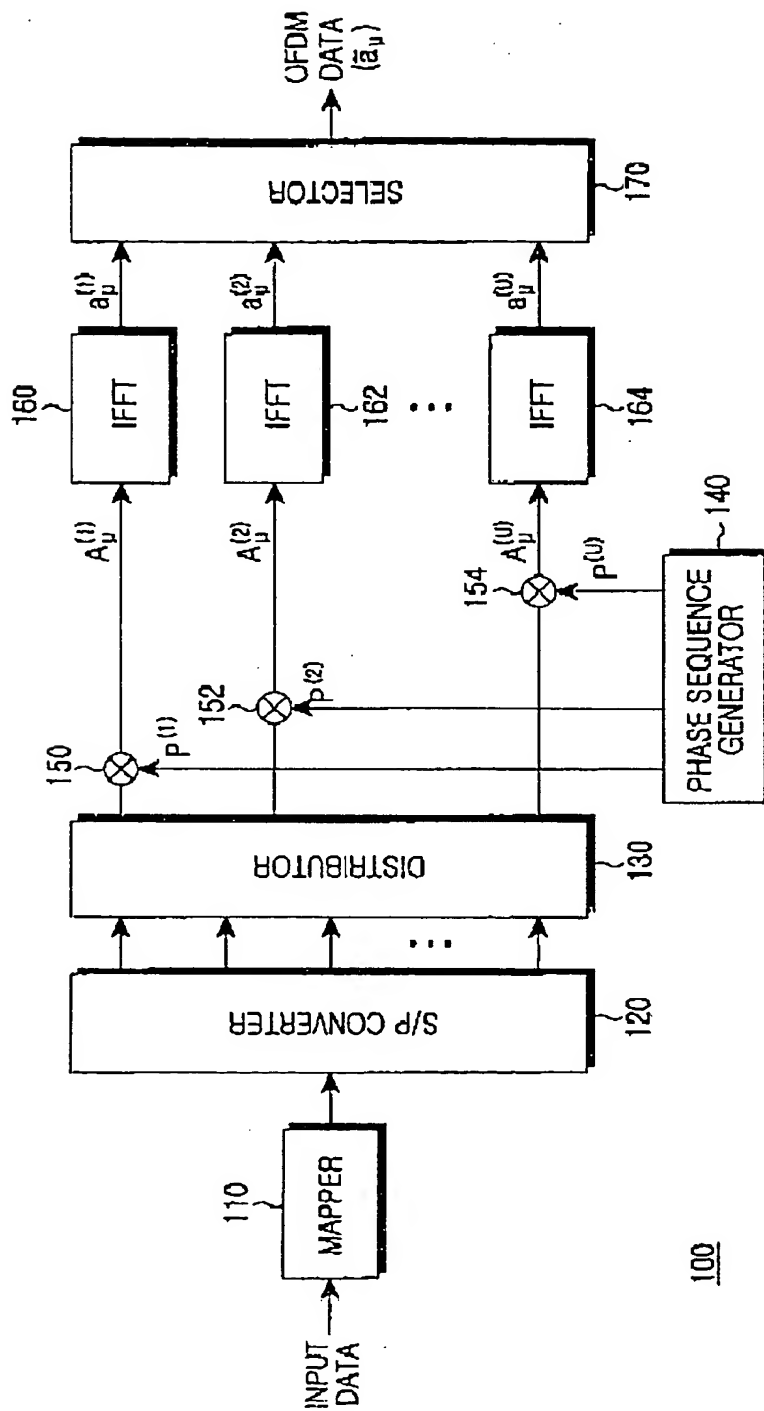 INPUT
DATA
110
MAPPER
S/P CONVERTER
120
...
DISTRIBUTOR
130
150
P^(1)
152
P^(2)
154
P^(U)
PHASE SEQUENCE
GENERATOR
140
A_μ^(1)
A_μ^(2)
A_μ^(U)
160
IFFT
IFFT
162
...
IFFT
164
a_μ^(1)
a_μ^(2)
a_μ^(U)
SELECTOR
170
OFDM
DATA
(ã_μ)
100